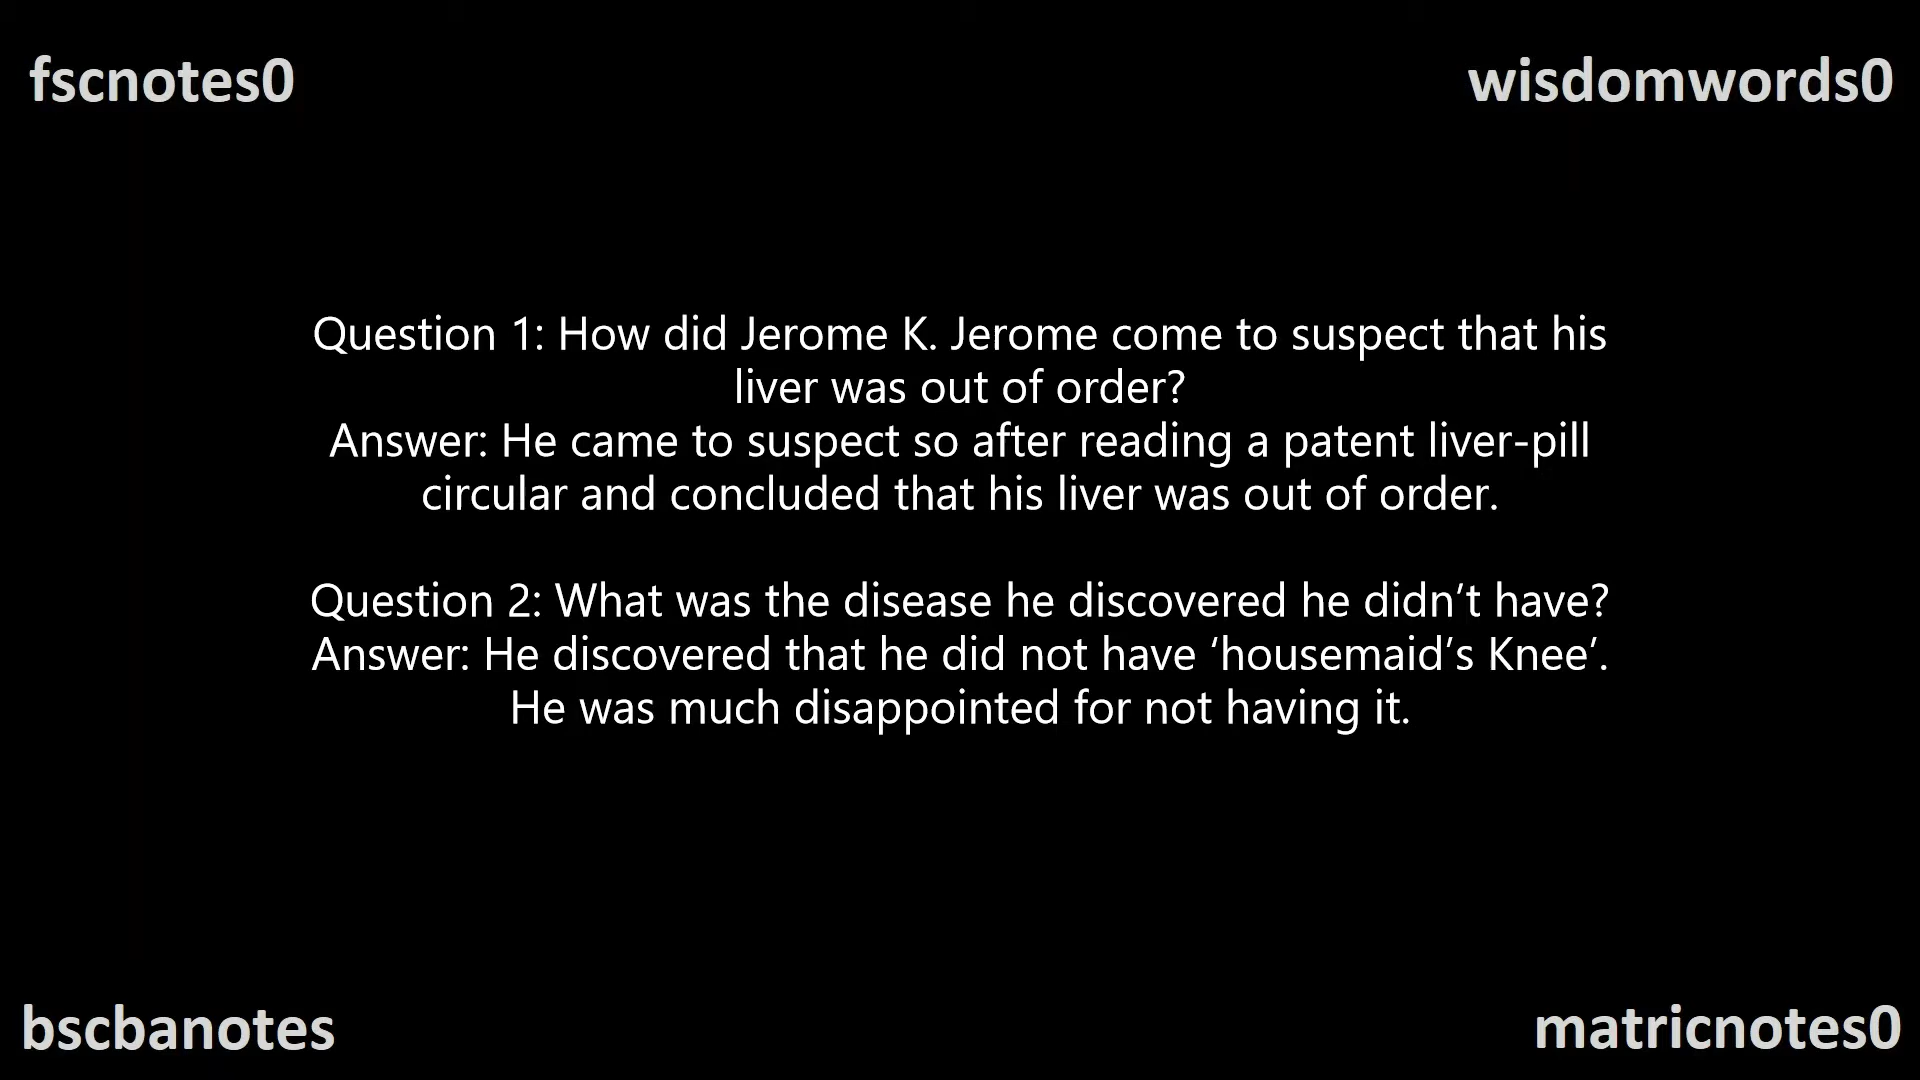 fscnotes0
wisdomwords0
Question 1: How did Jerome K. Jerome come to suspect that his
liver was out of order?
Answer: He came to suspect so after reading a patent liver-pill
circular and concluded that his liver was out of order.
Question 2: What was the disease he discovered he didn’t have?
Answer: He discovered that he did not have ‘housemaid’s Knee’.
He was much disappointed for not having it.
bscbanotes
matricnotes0